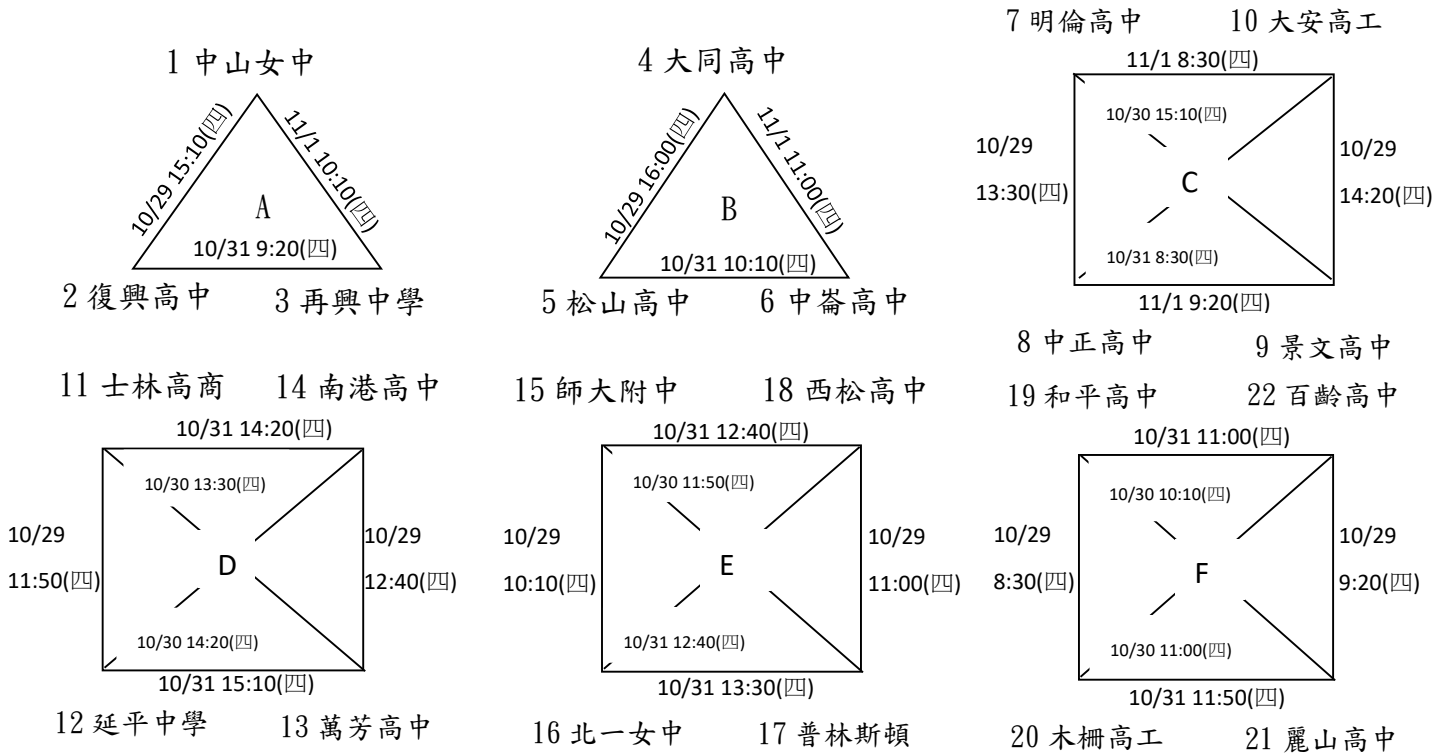 7 明倫高中 10 大安高工
11/1 8:30(四)
1 中山女中
4 大同高中
10/29 15:10(四)
11/1 10:10(四)
A
10/31 9:20(四)
10/29 16:00(四)
11/1 11:00(四)
B
10/31 10:10(四)
10/30 15:10(四)
10/29
13:30(四)
C
10/29
14:20(四)
10/31 8:30(四)
11/1 9:20(四)
2 復興高中 3 再興中學
5 松山高中 6 中崙高中
8 中正高中 9 景文高中
11 士林高商 14 南港高中
10/31 14:20(四)
10/30 13:30(四)
10/29
11:50(四)
D
10/29
12:40(四)
10/30 14:20(四)
10/31 15:10(四)
12 延平中學 13 萬芳高中
15 師大附中 18 西松高中
10/31 12:40(四)
10/30 11:50(四)
10/29
10:10(四)
E
10/29
11:00(四)
10/31 12:40(四)
10/31 13:30(四)
16 北一女中 17 普林斯頓
19 和平高中 22 百齡高中
10/31 11:00(四)
10/30 10:10(四)
10/29
8:30(四)
F
10/29
9:20(四)
10/30 11:00(四)
10/31 11:50(四)
20 木柵高工 21 麗山高中